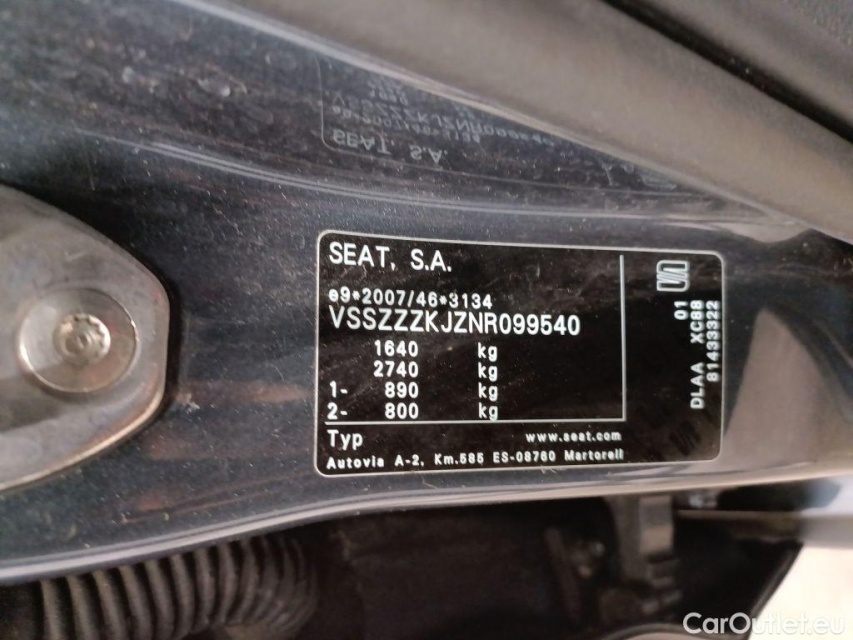 SEAT, S.A.
e9*2007/46*3134
VSSZZZKJZNR099540
1640 kg
2740 kg
1- 890 kg
2- 800 kg
Typ www.seat.com
Autovia A-2, Km.585 ES-08760 Martorell
01
DLAA XC88
81433322
SEAT, S.A.
CarOutlet.eu